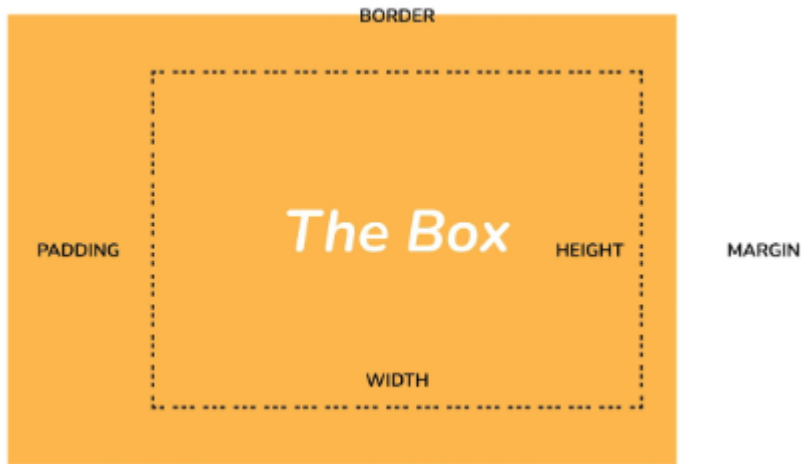 BORDER
The Box
PADDING
HEIGHT
MARGIN
WIDTH